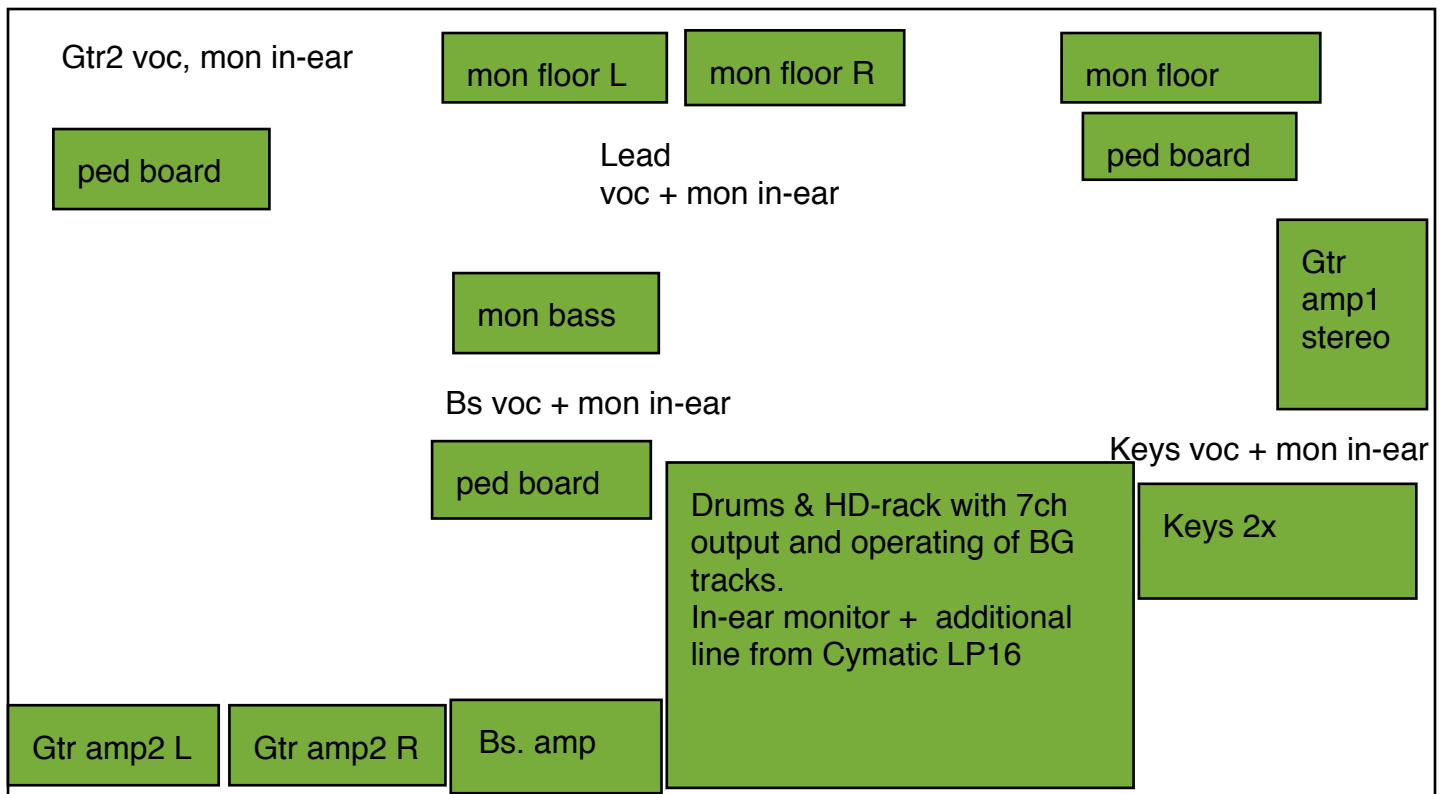 Gtr2 voc, mon in-ear
mon floor L
mon floor R
mon floor
ped board
Lead
voc + mon in-ear
ped board
Gtr
amp1
stereo
mon bass
Bs voc + mon in-ear
Keys voc + mon in-ear
ped board
Drums & HD-rack with 7ch
output and operating of BG
tracks.
In-ear monitor +  additional
line from Cymatic LP16
Keys 2x
Gtr amp2 L
Gtr amp2 R
Bs. amp